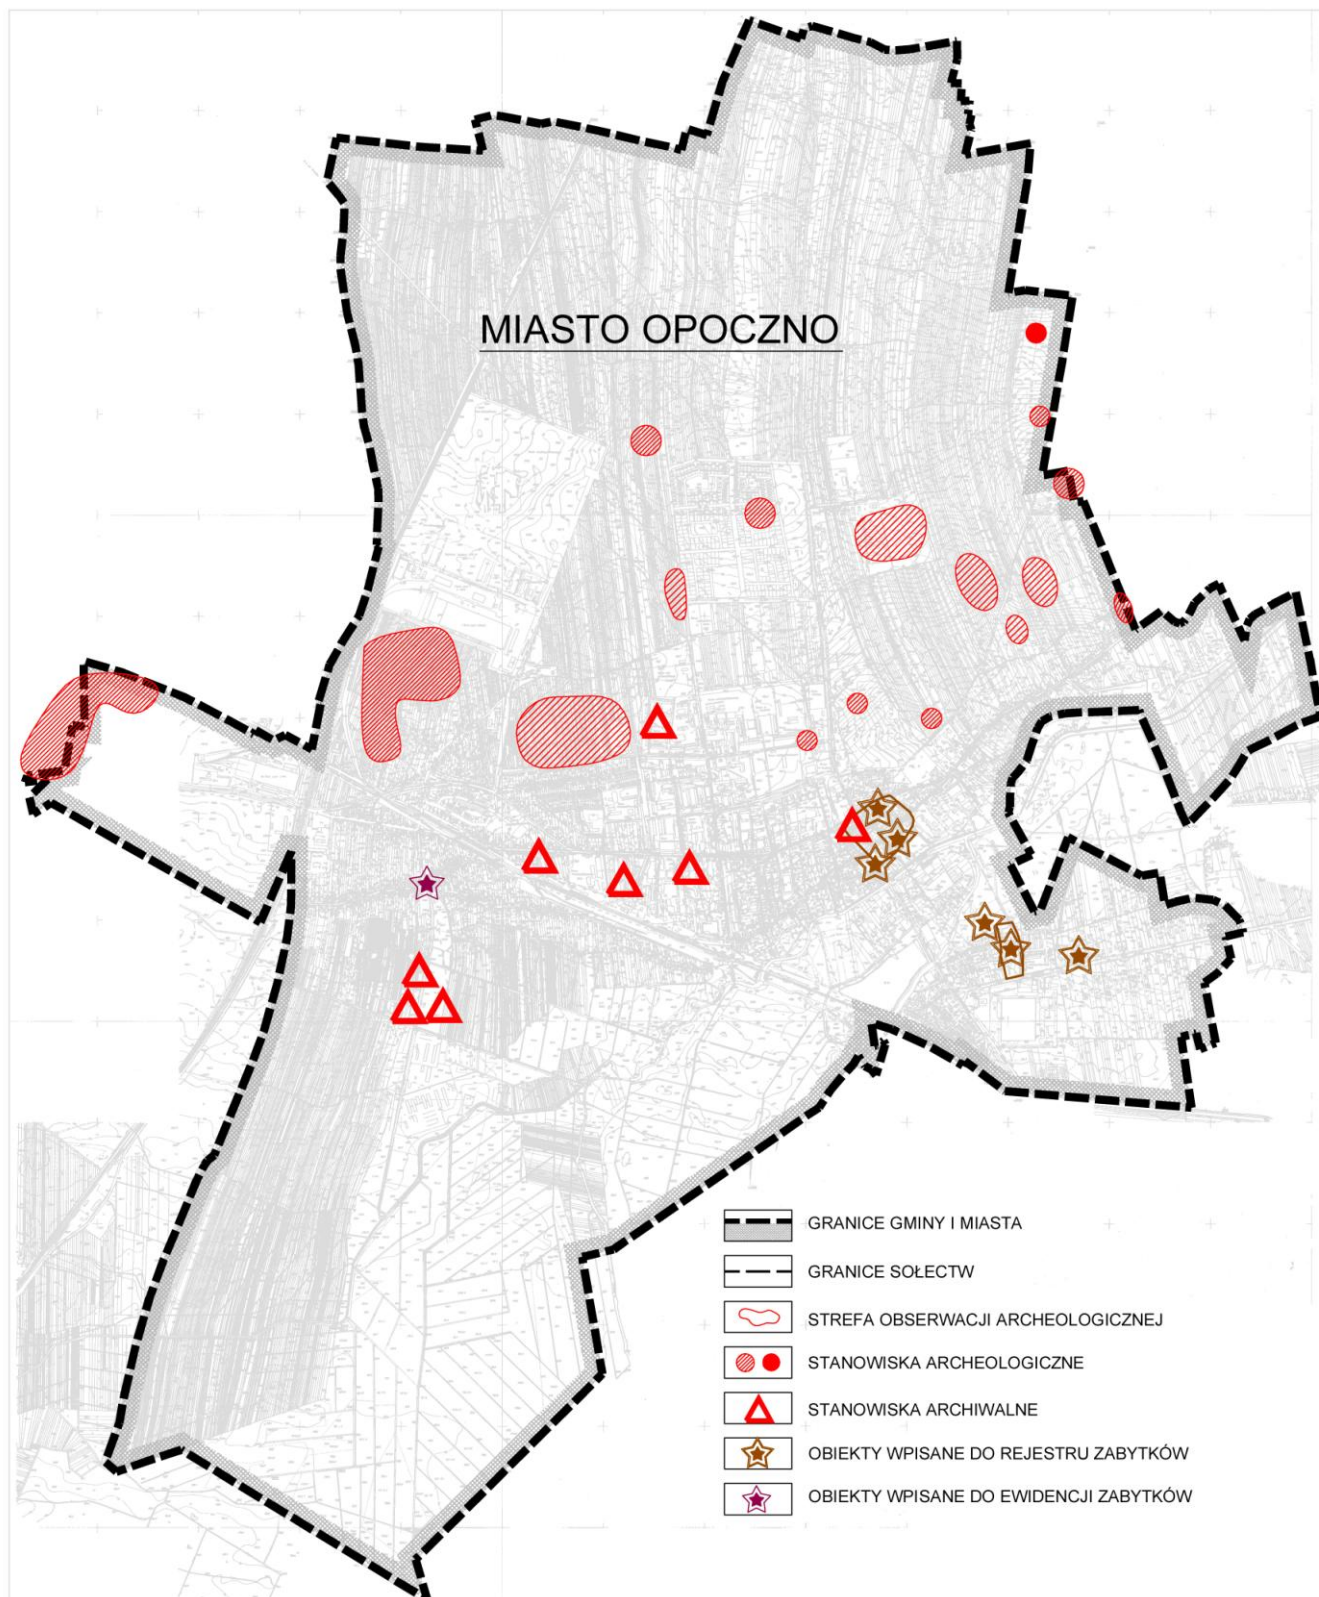 MIASTO OPOCZNO
GRANICE GMINY I MIASTA
GRANICE SOŁECTW
STREFA OBSERWACJI ARCHEOLOGICZNEJ
STANOWISKA ARCHEOLOGICZNE
STANOWISKA ARCHIWALNE
OBIEKTY WPISANE DO REJESTRU ZABYTKÓW
OBIEKTY WPISANE DO EWIDENCJI ZABYTKÓW